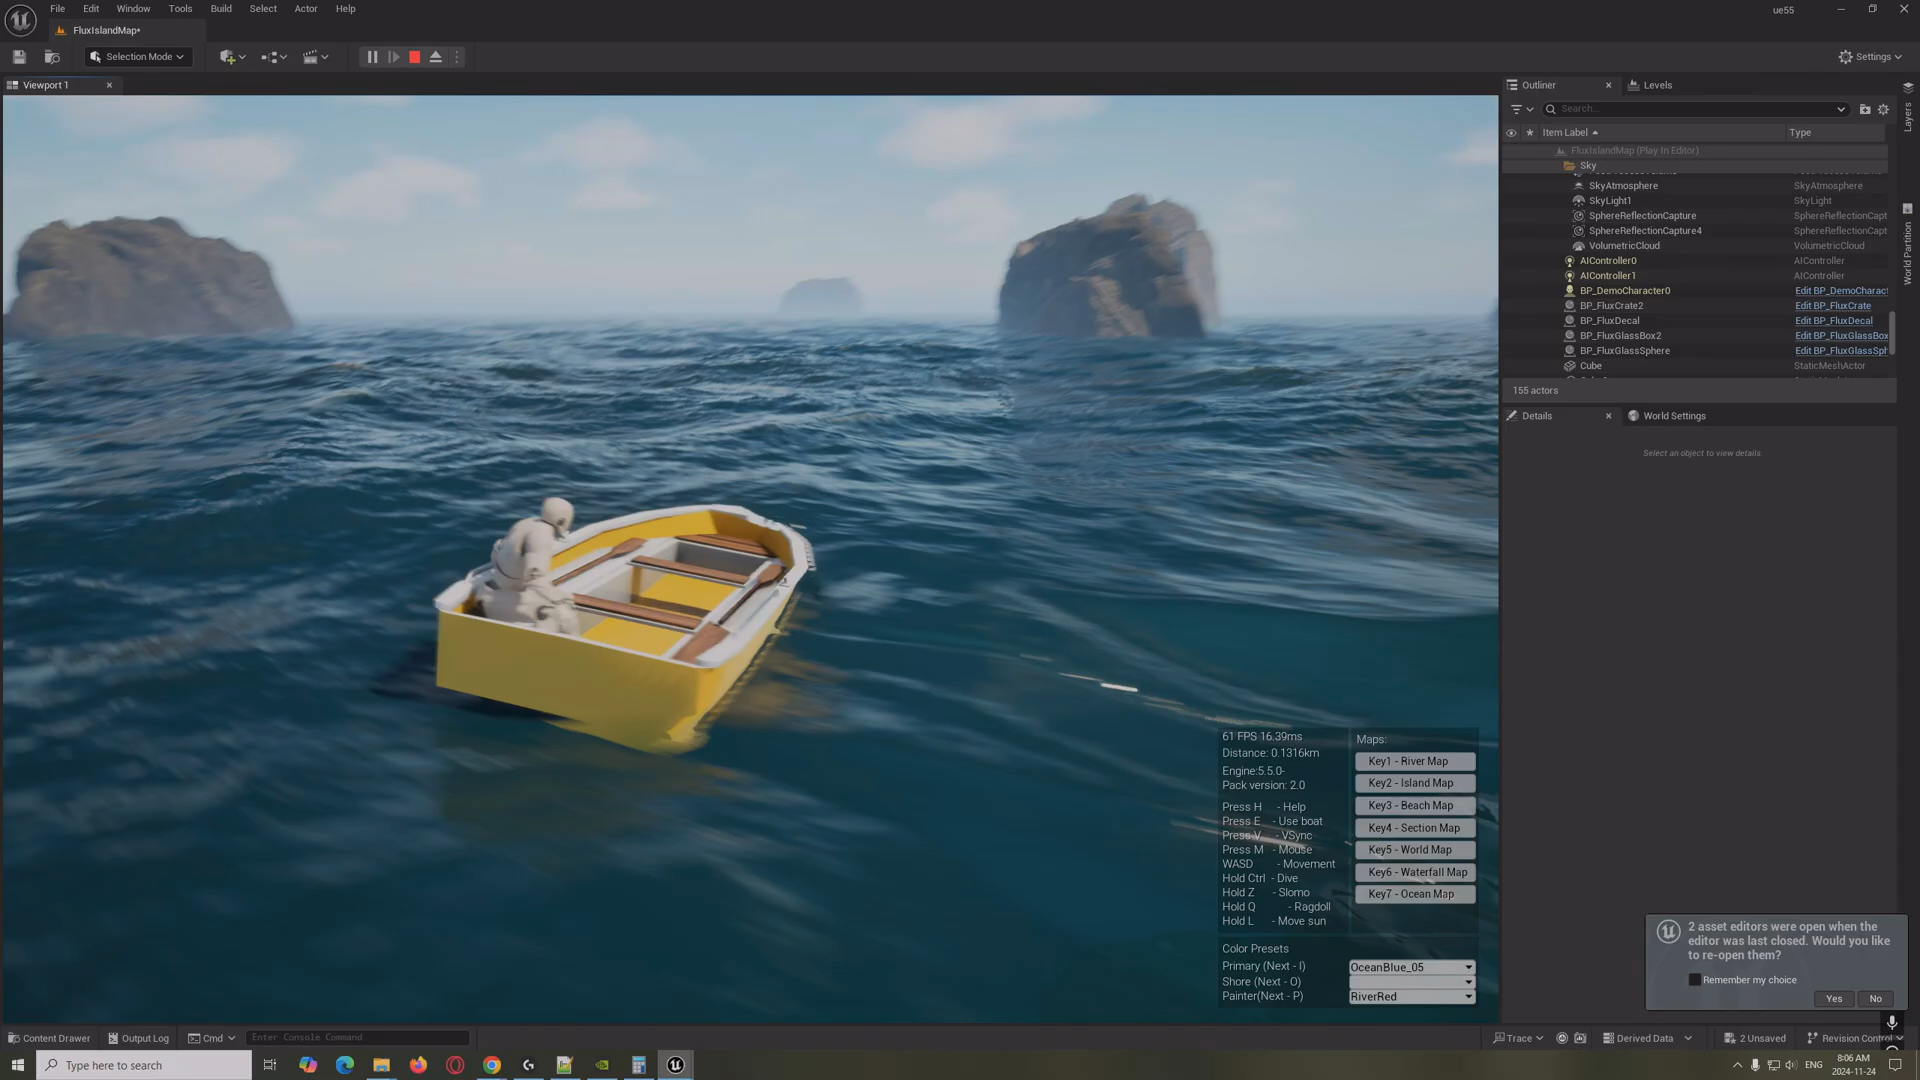 File Edit Window Tools Build Select Actor Help
ue55
FluxIslandMap*
Selection Mode
Settings
Viewport 1
Outliner
Levels
Layers
World Partition
Search...
Item Label
Type
FluxIslandMap (Play In Editor)
Sky
SkyAtmosphere SkyAtmosphere
SkyLight1 SkyLight
SphereReflectionCapture SphereReflectionCapt
SphereReflectionCapture4 SphereReflectionCapt
VolumetricCloud VolumetricCloud
AIController0 AIController
AIController1 AIController
BP_DemoCharacter0 Edit BP_DemoCharact
BP_FluxCrate2 Edit BP_FluxCrate
BP_FluxDecal Edit BP_FluxDecal
BP_FluxGlassBox2 Edit BP_FluxGlassBox
BP_FluxGlassSphere Edit BP_FluxGlassSph
Cube StaticMeshActor
155 actors
Details
World Settings
Select an object to view details.
61 FPS 16.39ms
Distance: 0.1316km
Engine:5.5.0-
Pack version: 2.0
Press H - Help
Press E - Use boat
Press V - VSync
Press M - Mouse
WASD - Movement
Hold Ctrl - Dive
Hold Z - Slomo
Hold Q - Ragdoll
Hold L - Move sun
Maps:
Key1 - River Map
Key2 - Island Map
Key3 - Beach Map
Key4 - Section Map
Key5 - World Map
Key6 - Waterfall Map
Key7 - Ocean Map
Color Presets
Primary (Next - I) OceanBlue_05
Shore (Next - O)
Painter(Next - P) RiverRed
2 asset editors were open when the
editor was last closed. Would you like
to re-open them?
Remember my choice
Yes No
Content Drawer
Output Log
Cmd
Enter Console Command
Trace
Derived Data
2 Unsaved
Revision Control
Type here to search
ENG
8:06 AM
2024-11-24